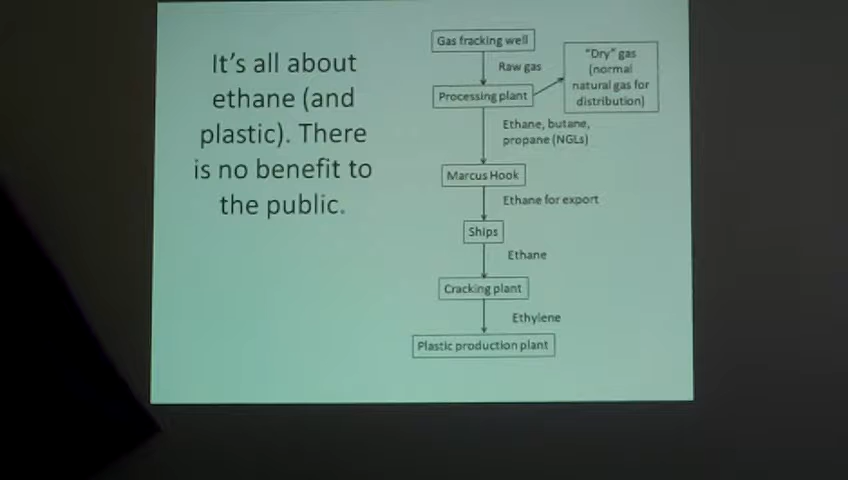 It's all about
ethane (and
plastic). There
is no benefit to
the public.
Gas fracking well
Raw gas
"Dry" gas
(normal
natural gas for
distribution)
Processing plant
Ethane, butane,
propane (NGLs)
Marcus Hook
Ethane for export
Ships
Ethane
Cracking plant
Ethylene
Plastic production plant